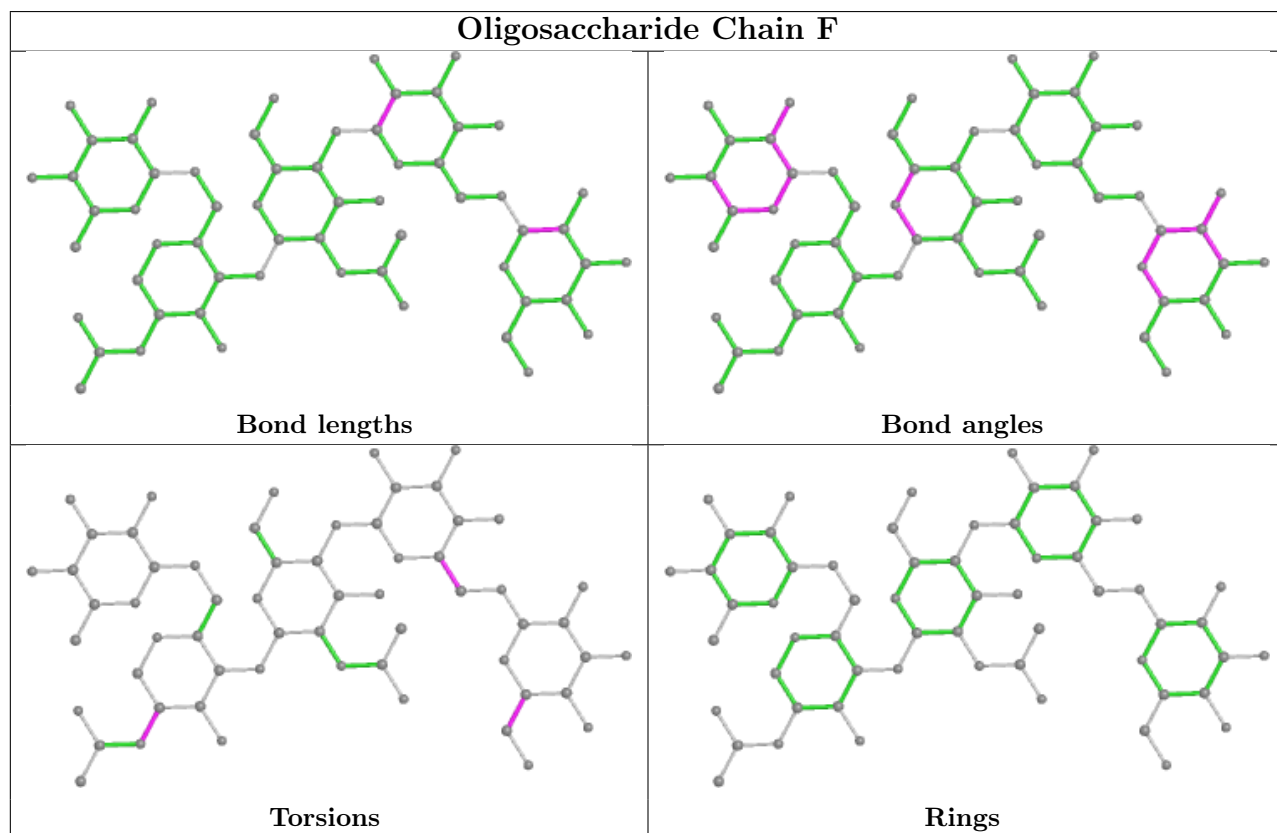 Oligosaccharide Chain F
Bond lengths
Bond angles
Torsions
Rings